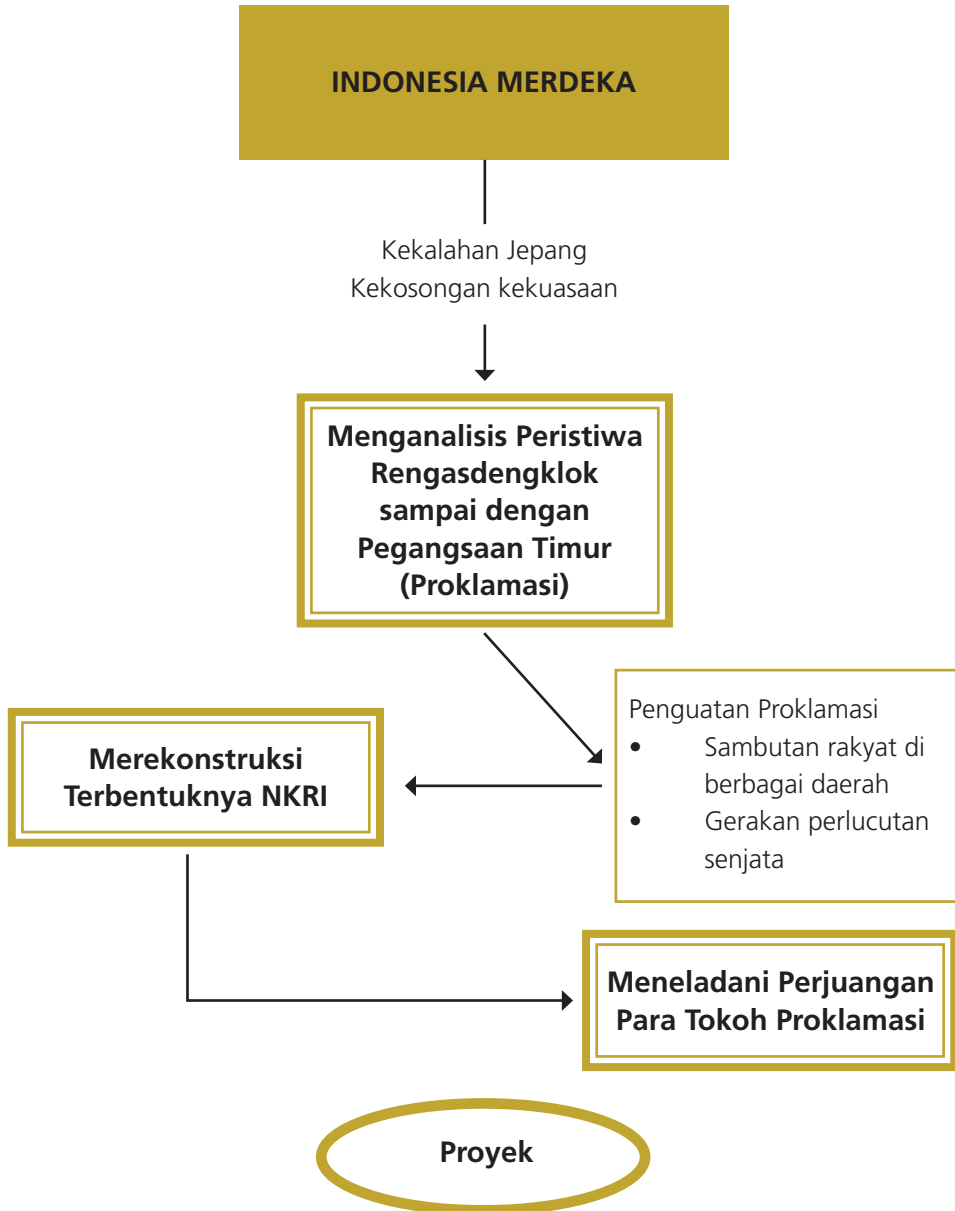 INDONESIA MERDEKA
Kekalahan Jepang
Kekosongan kekuasaan
Menganalisis Peristiwa
Rengasdengklok
sampai dengan
Pegangsaan Timur
(Proklamasi)
Penguatan Proklamasi
• Sambutan rakyat di
berbagai daerah
• Gerakan perlucutan
senjata
Merekonstruksi
Terbentuknya NKRI
Meneladani Perjuangan
Para Tokoh Proklamasi
Proyek